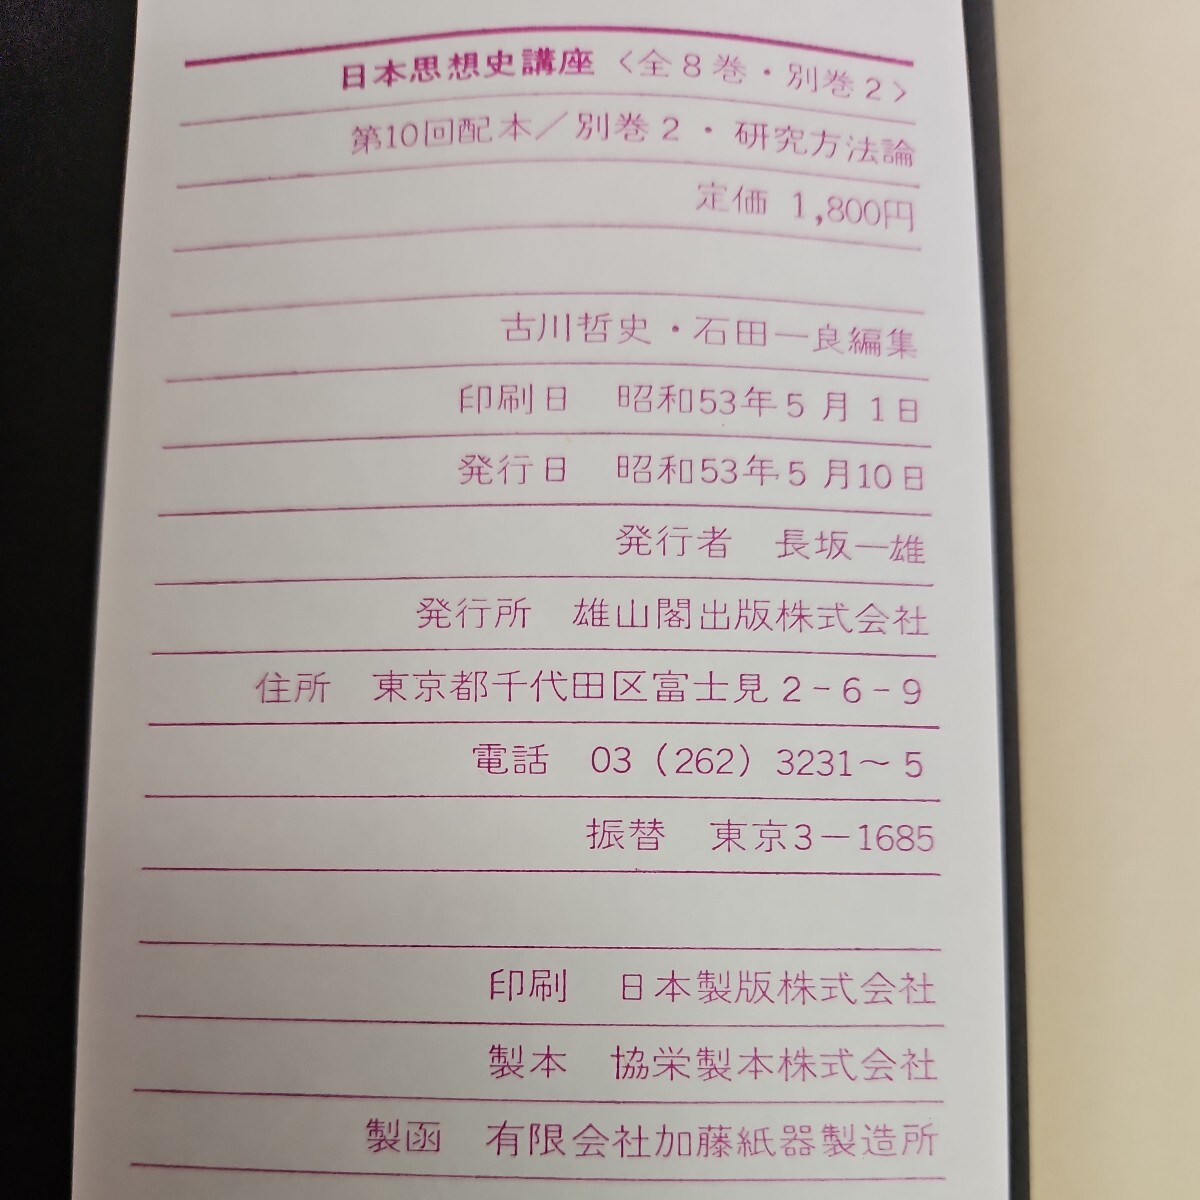 日本思想史講座〈全8巻・別巻2〉
第10回配本／別巻2・研究方法論
定価 1,800円
古川哲史・石田一良編集
印刷日　昭和53年5月1日
発行日　昭和53年5月10日
発行者　長坂一雄
発行所　雄山閣出版株式会社
住所　東京都千代田区富士見2-6-9
電話　03（262）3231～5
振替　東京3－1685
印刷　日本製版株式会社
製本　協栄製本株式会社
製函　有限会社加藤紙器製造所